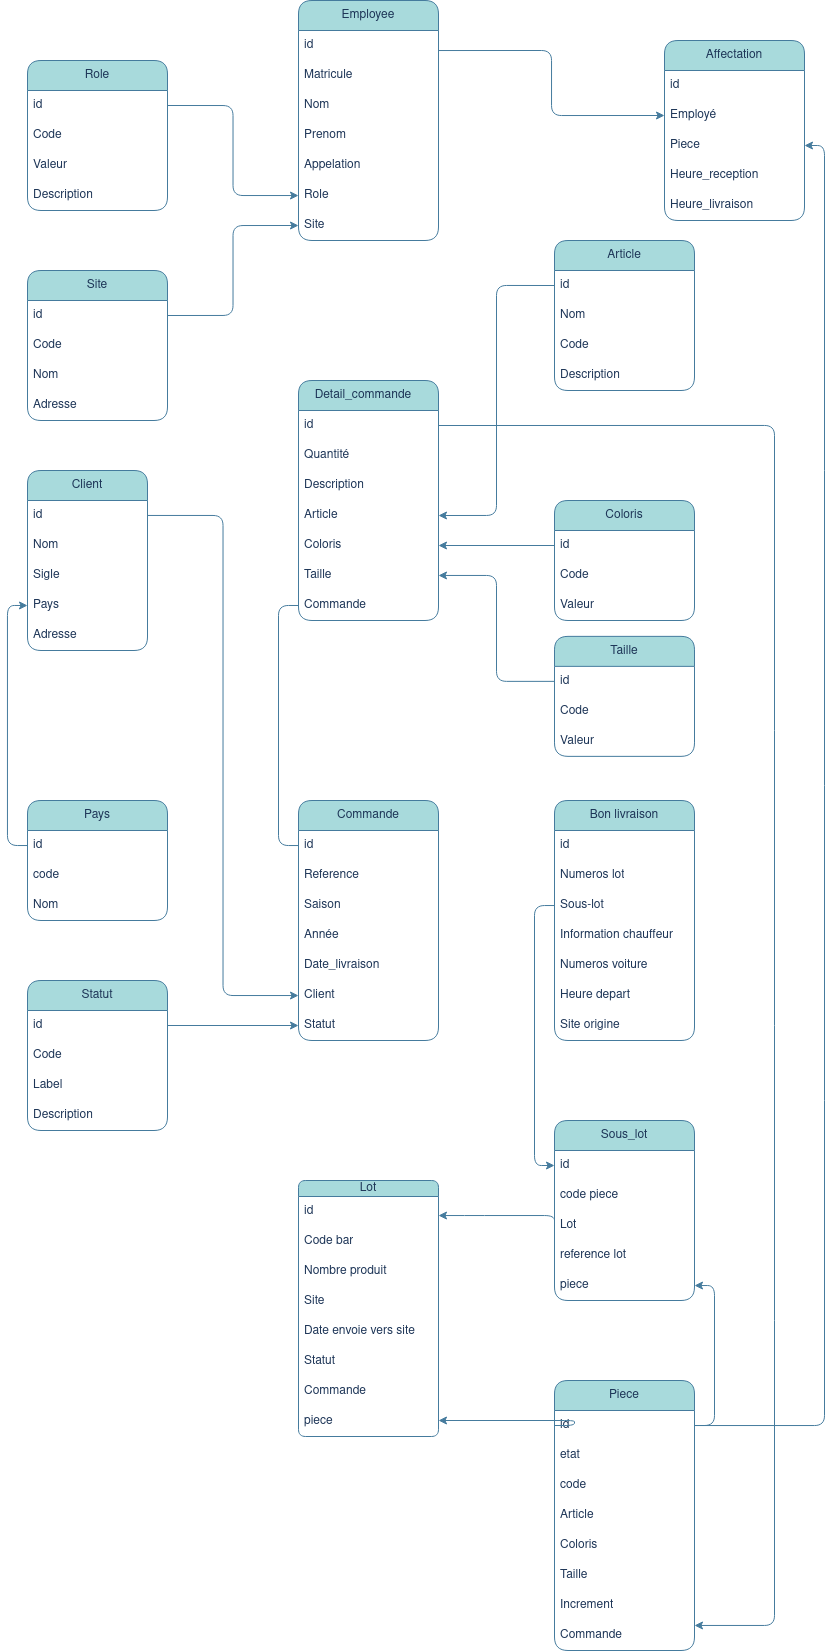 Employee
id
Matricule
Nom
Prenom
Appelation
Role
Site
Affectation
id
Employé
Piece
Heure_reception
Heure_livraison
Role
id
Code
Valeur
Description
Article
id
Nom
Code
Description
Site
id
Code
Nom
Adresse
Detail_commande
id
Quantité
Description
Article
Coloris
Taille
Commande
Client
id
Nom
Sigle
Pays
Adresse
Coloris
id
Code
Valeur
Taille
id
Code
Valeur
Pays
id
code
Nom
Commande
id
Reference
Saison
Année
Date_livraison
Client
Statut
Bon livraison
id
Numeros lot
Sous-lot
Information chauffeur
Numeros voiture
Heure depart
Site origine
Statut
id
Code
Label
Description
Sous_lot
id
code piece
Lot
reference lot
piece
Lot
id
Code bar
Nombre produit
Site
Date envoie vers site
Statut
Commande
piece
Piece
id
etat
code
Article
Coloris
Taille
Increment
Commande